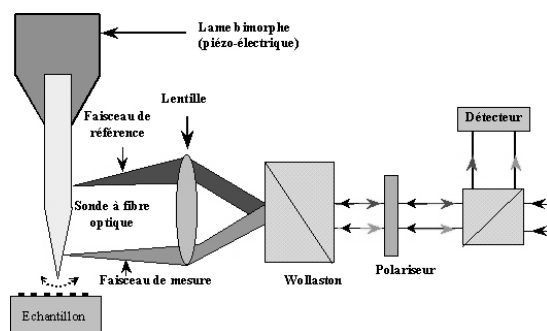 Lame bimorphe
(piézo-électrique)
Lentille
Faisceau de
référence
Détecteur
Sonde à fibre
optique
Wollaston
Polariseur
Faisceau de mesure
Echantillon